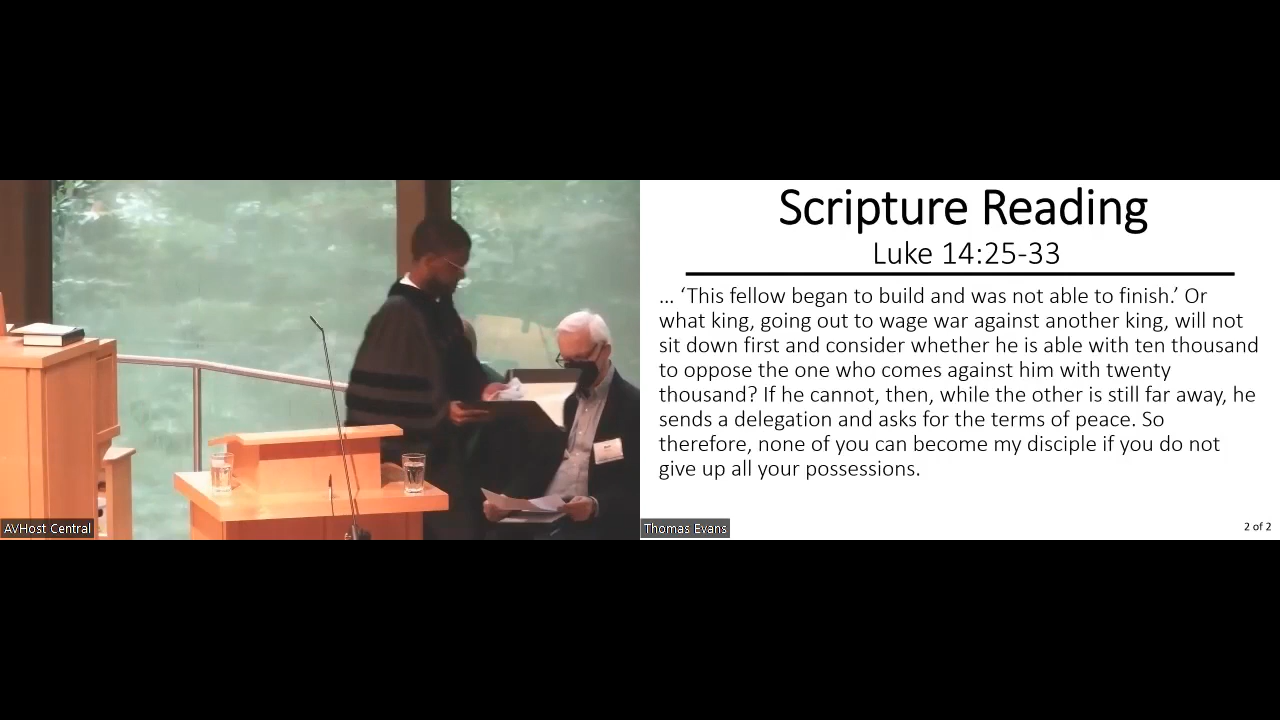 Scripture Reading
Luke 14:25-33
... ‘This fellow began to build and was not able to finish.’ Or
what king, going out to wage war against another king, will not
sit down first and consider whether he is able with ten thousand
to oppose the one who comes against him with twenty
thousand? If he cannot, then, while the other is still far away, he
sends a delegation and asks for the terms of peace. So
therefore, none of you can become my disciple if you do not
give up all your possessions.
AVHost Central
Thomas Evans
2 of 2